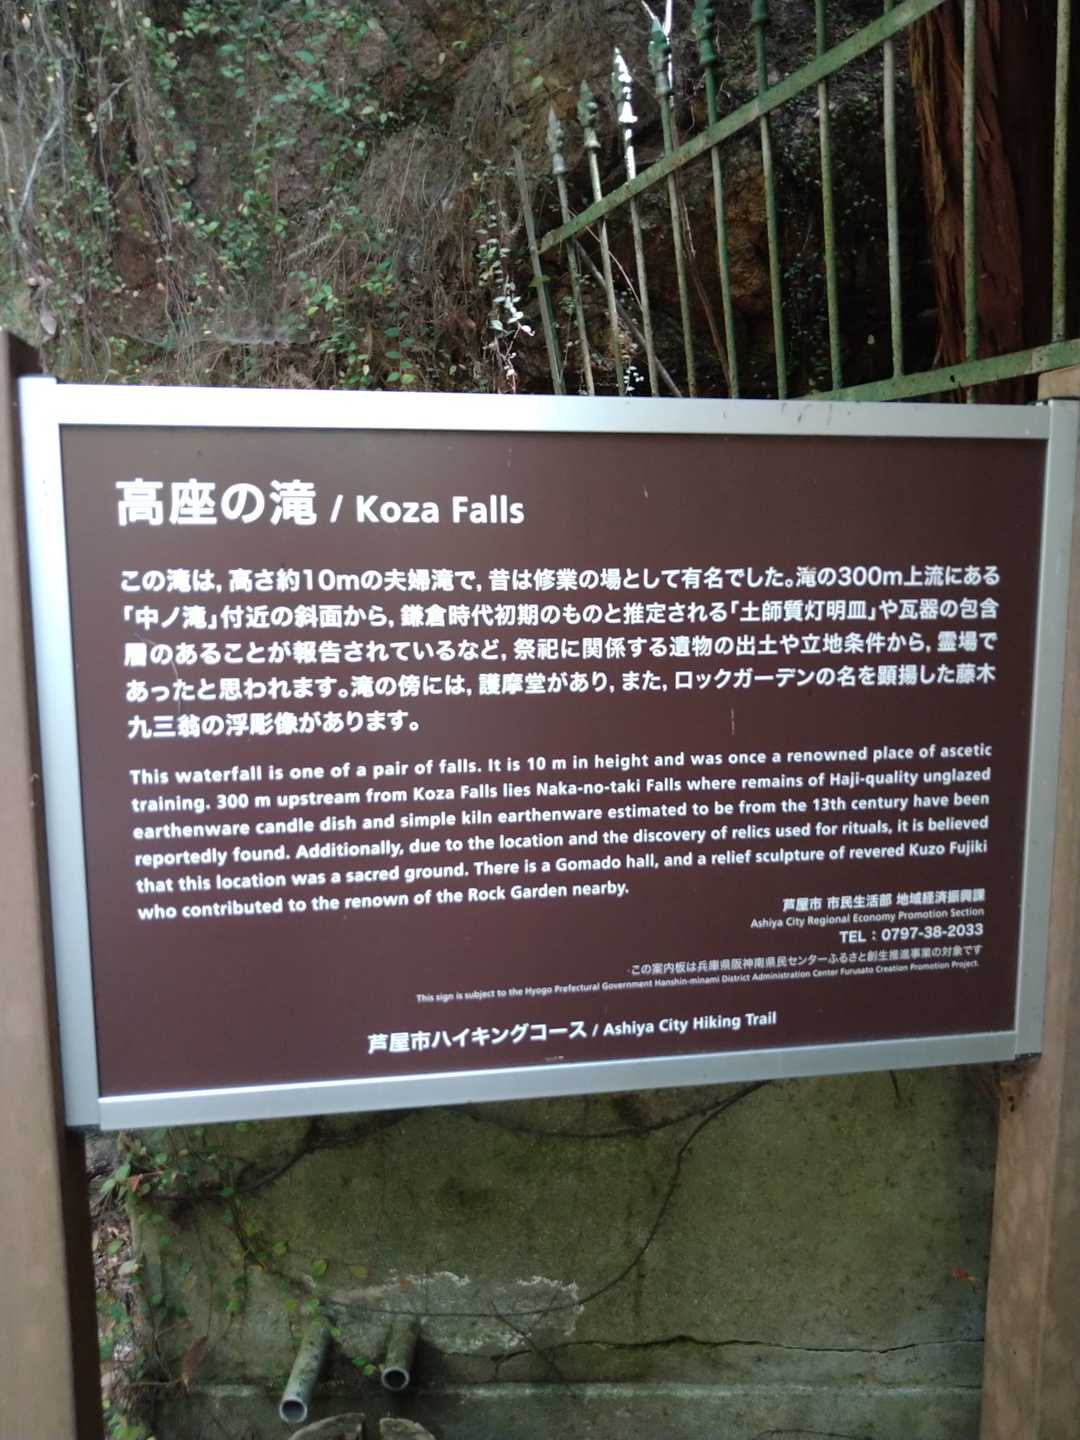 高座の滝 / Koza Falls
この滝は，高さ約10mの夫婦滝で，昔は修業の場として有名でした。滝の300m上流にある
「中ノ滝」付近の斜面から，鎌倉時代初期のものと推定される「土師質灯明皿」や瓦器の包含
層のあることが報告されているなど，祭祀に関係する遺物の出土や立地条件から，霊場で
あったと思われます。滝の傍には，護摩堂があり，また，ロックガーデンの名を顕揚した藤木
九三翁の浮彫像があります。
This waterfall is one of a pair of falls. It is 10 m in height and was once a renowned place of ascetic
training. 300 m upstream from Koza Falls lies Naka-no-taki Falls where remains of Haji-quality unglazed
earthenware candle dish and simple kiln earthenware estimated to be from the 13th century have been
reportedly found. Additionally, due to the location and the discovery of relics used for rituals, it is believed
that this location was a sacred ground. There is a Gomado hall, and a relief sculpture of revered Kuzo Fujiki
who contributed to the renown of the Rock Garden nearby.
芦屋市 市民生活部 地域経済振興課
Ashiya City Regional Economy Promotion Section
TEL：0797-38-2033
この案内板は兵庫県阪神南県民センターふるさと創生推進事業の対象です
This sign is subject to the Hyogo Prefectural Government Hanshin-minami District Administration Center Furusato Creation Promotion Project.
芦屋市ハイキングコース / Ashiya City Hiking Trail